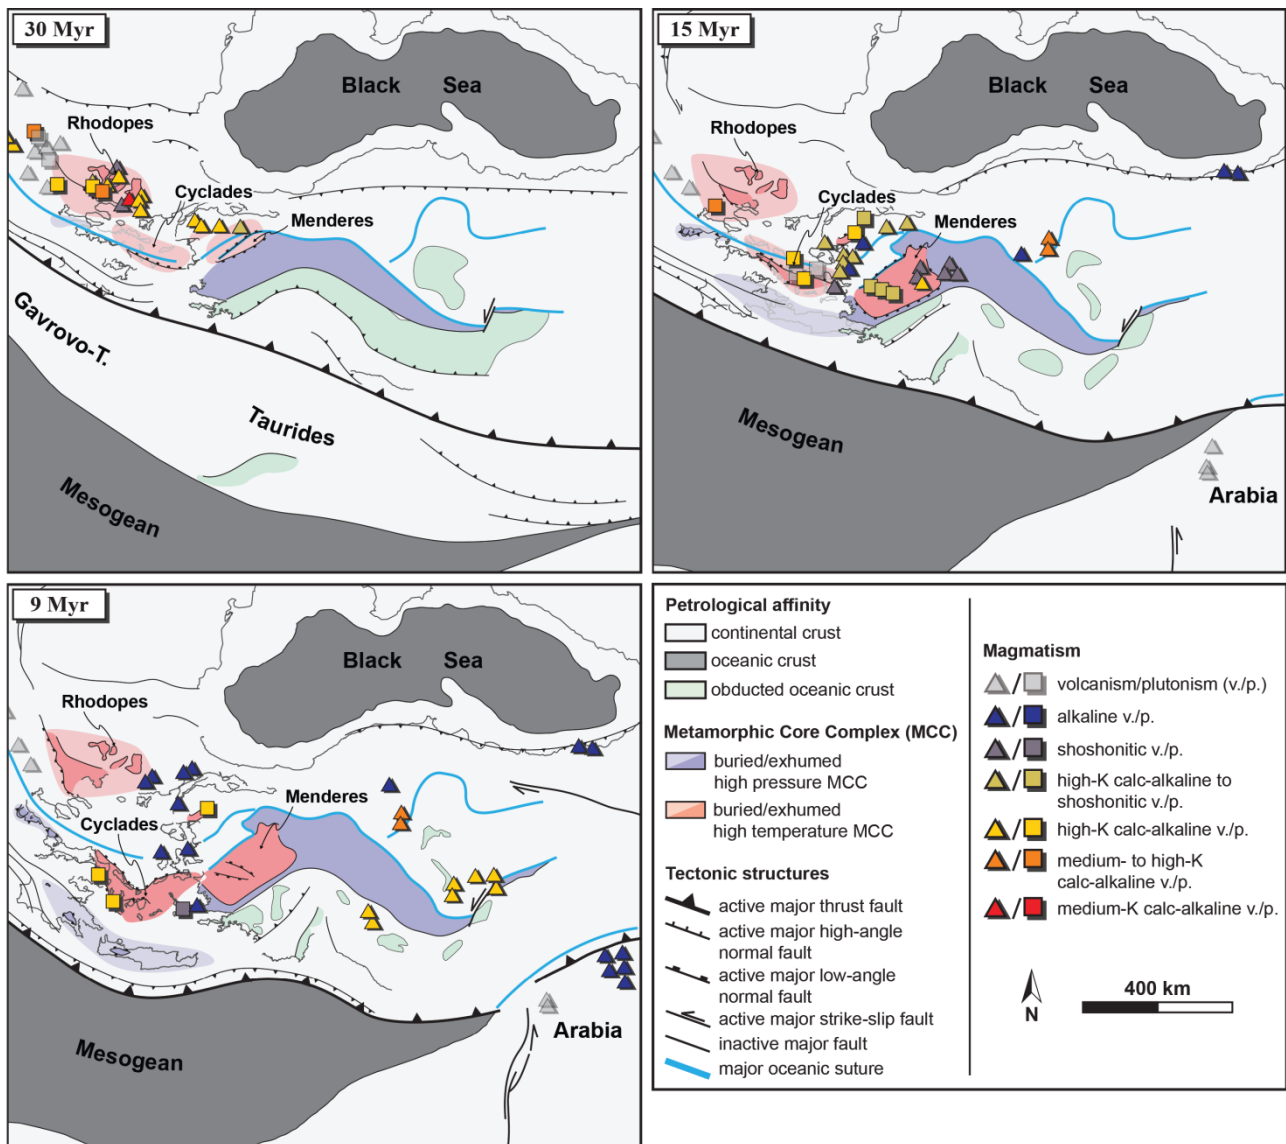 30 Myr
Black Sea
Rhodopes
Cyclades
Menderes
Gavrovo-T.
Taurides
Mesogean
15 Myr
Black Sea
Rhodopes
Cyclades
Menderes
Mesogean
Arabia
9 Myr
Black Sea
Rhodopes
Menderes
Cyclades
Mesogean
Arabia
Petrological affinity
continental crust
oceanic crust
obducted oceanic crust
Metamorphic Core Complex (MCC)
buried/exhumed
high pressure MCC
buried/exhumed
high temperature MCC
Tectonic structures
active major thrust fault
active major high-angle
normal fault
active major low-angle
normal fault
active major strike-slip fault
inactive major fault
major oceanic suture
Magmatism
/ volcanism/plutonism (v./p.)
/ alkaline v./p.
/ shoshonitic v./p.
/ high-K calc-alkaline to
shoshonitic v./p.
/ high-K calc-alkaline v./p.
/ medium- to high-K
calc-alkaline v./p.
/ medium-K calc-alkaline v./p.
N
400 km